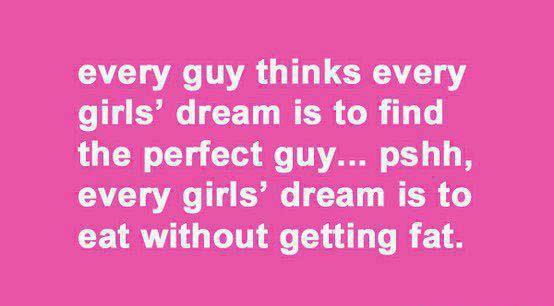 every guy thinks every
girls’ dream is to find
the perfect guy... pshh,
every girls’ dream is to
eat without getting fat.